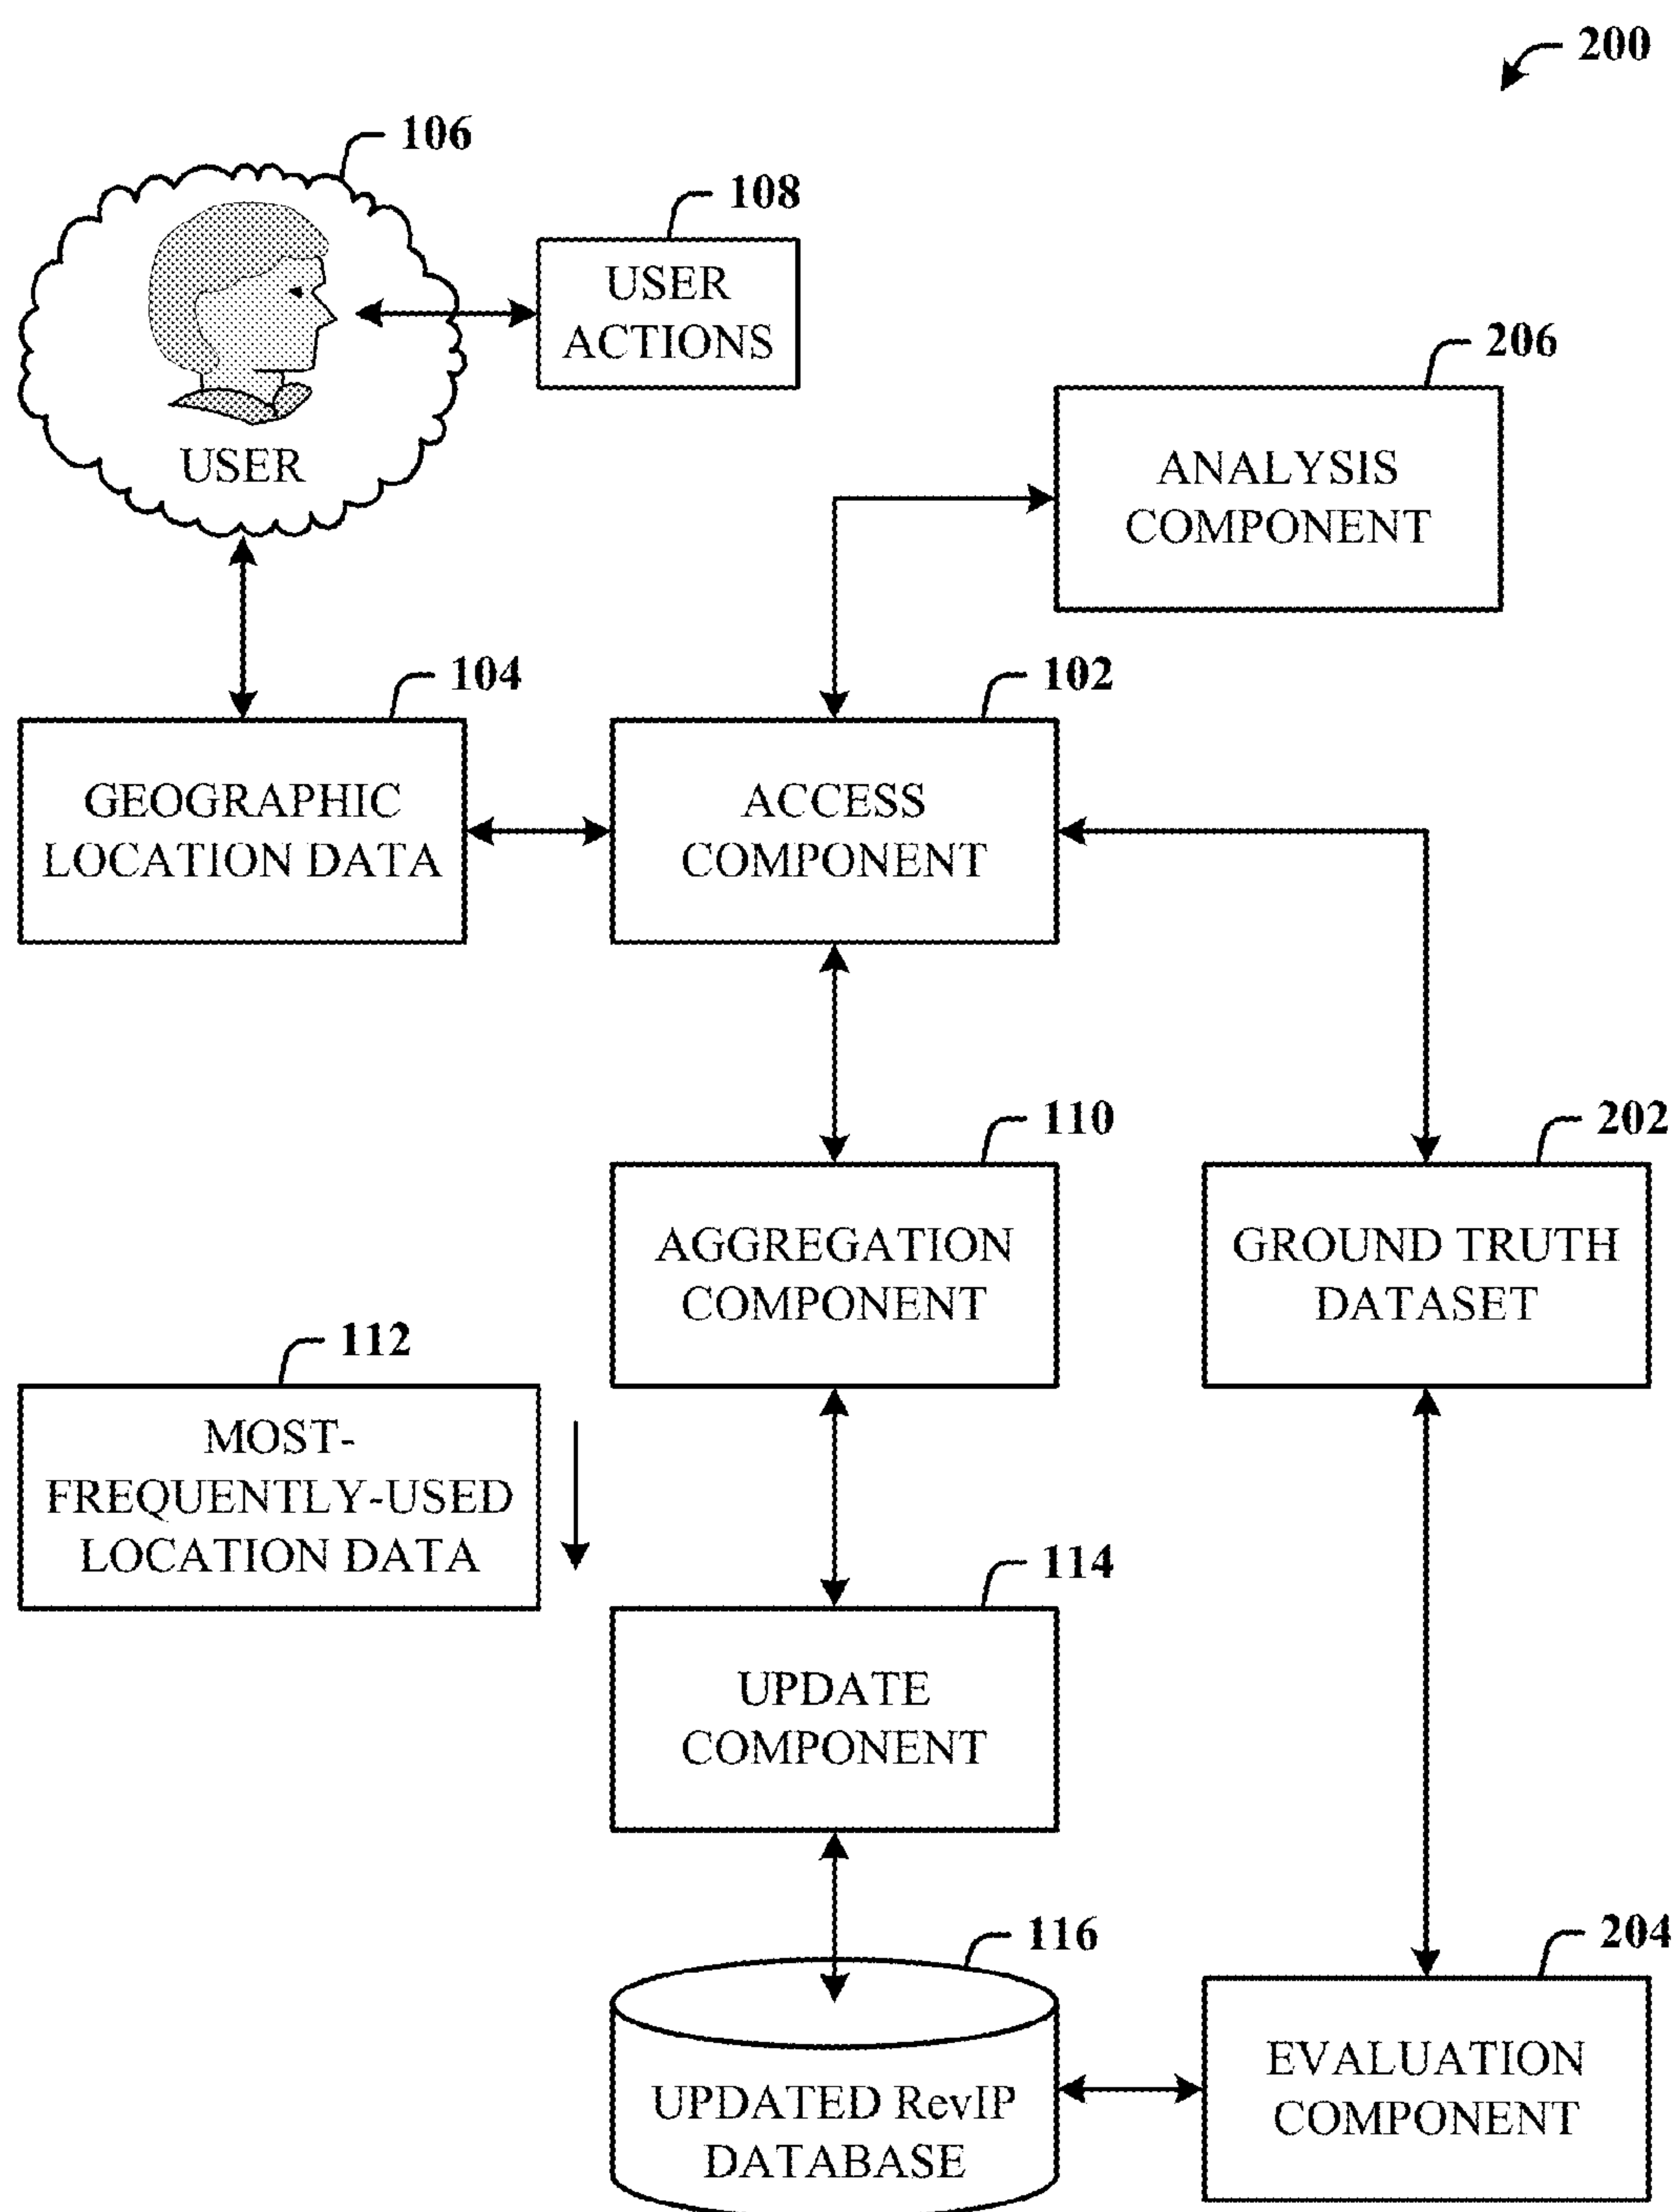 200
106
108
USER
ACTIONS
USER
206
ANALYSIS
COMPONENT
104
GEOGRAPHIC
LOCATION DATA
102
ACCESS
COMPONENT
110
AGGREGATION
COMPONENT
202
GROUND TRUTH
DATASET
112
MOST-
FREQUENTLY-USED
LOCATION DATA
114
UPDATE
COMPONENT
116
UPDATED RevIP
DATABASE
204
EVALUATION
COMPONENT